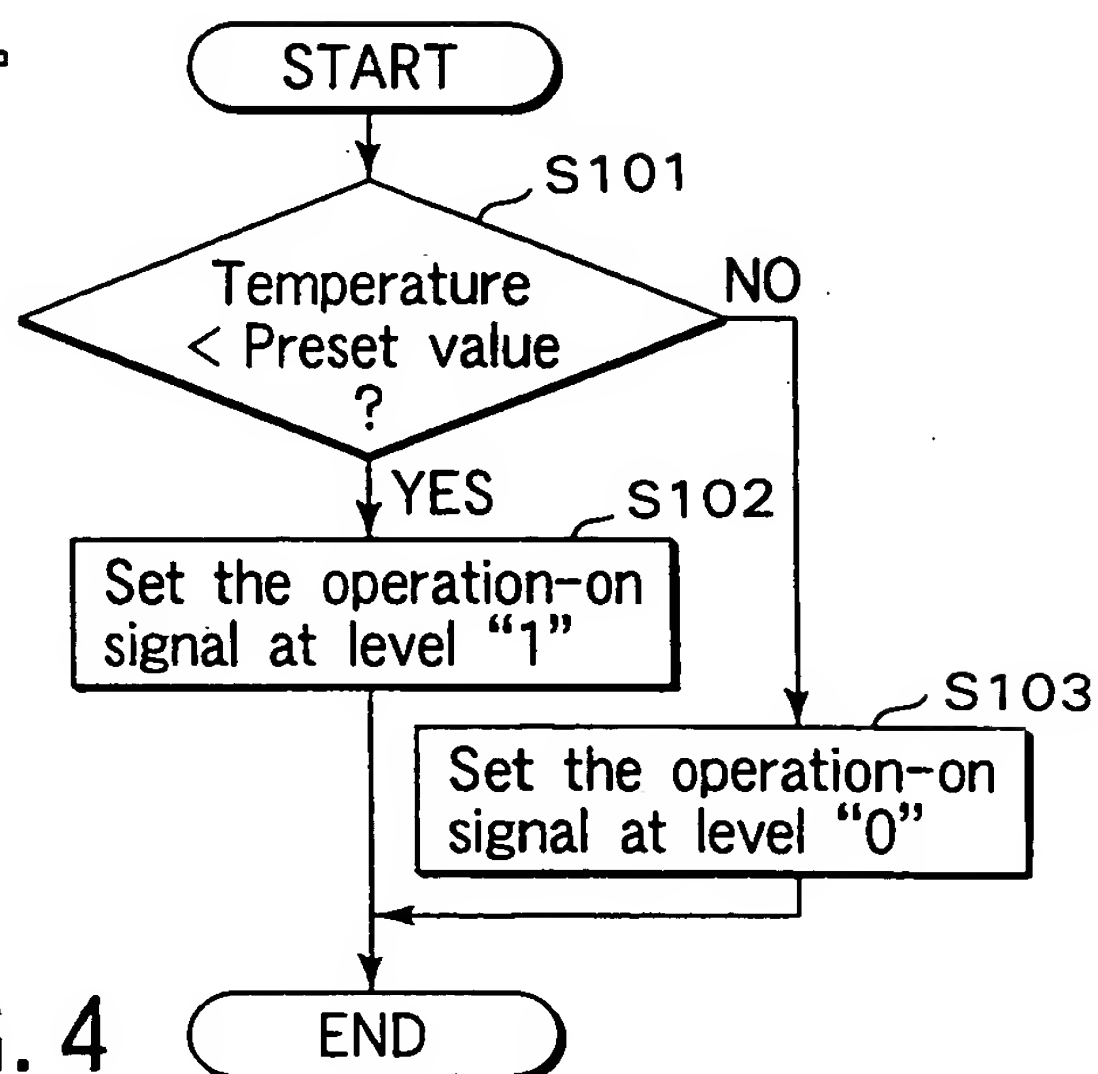 START
S101
Temperature
< Preset value
?
NO
YES
S102
Set the operation-on
signal at level “1”
S103
Set the operation-on
signal at level “0”
END
. 4